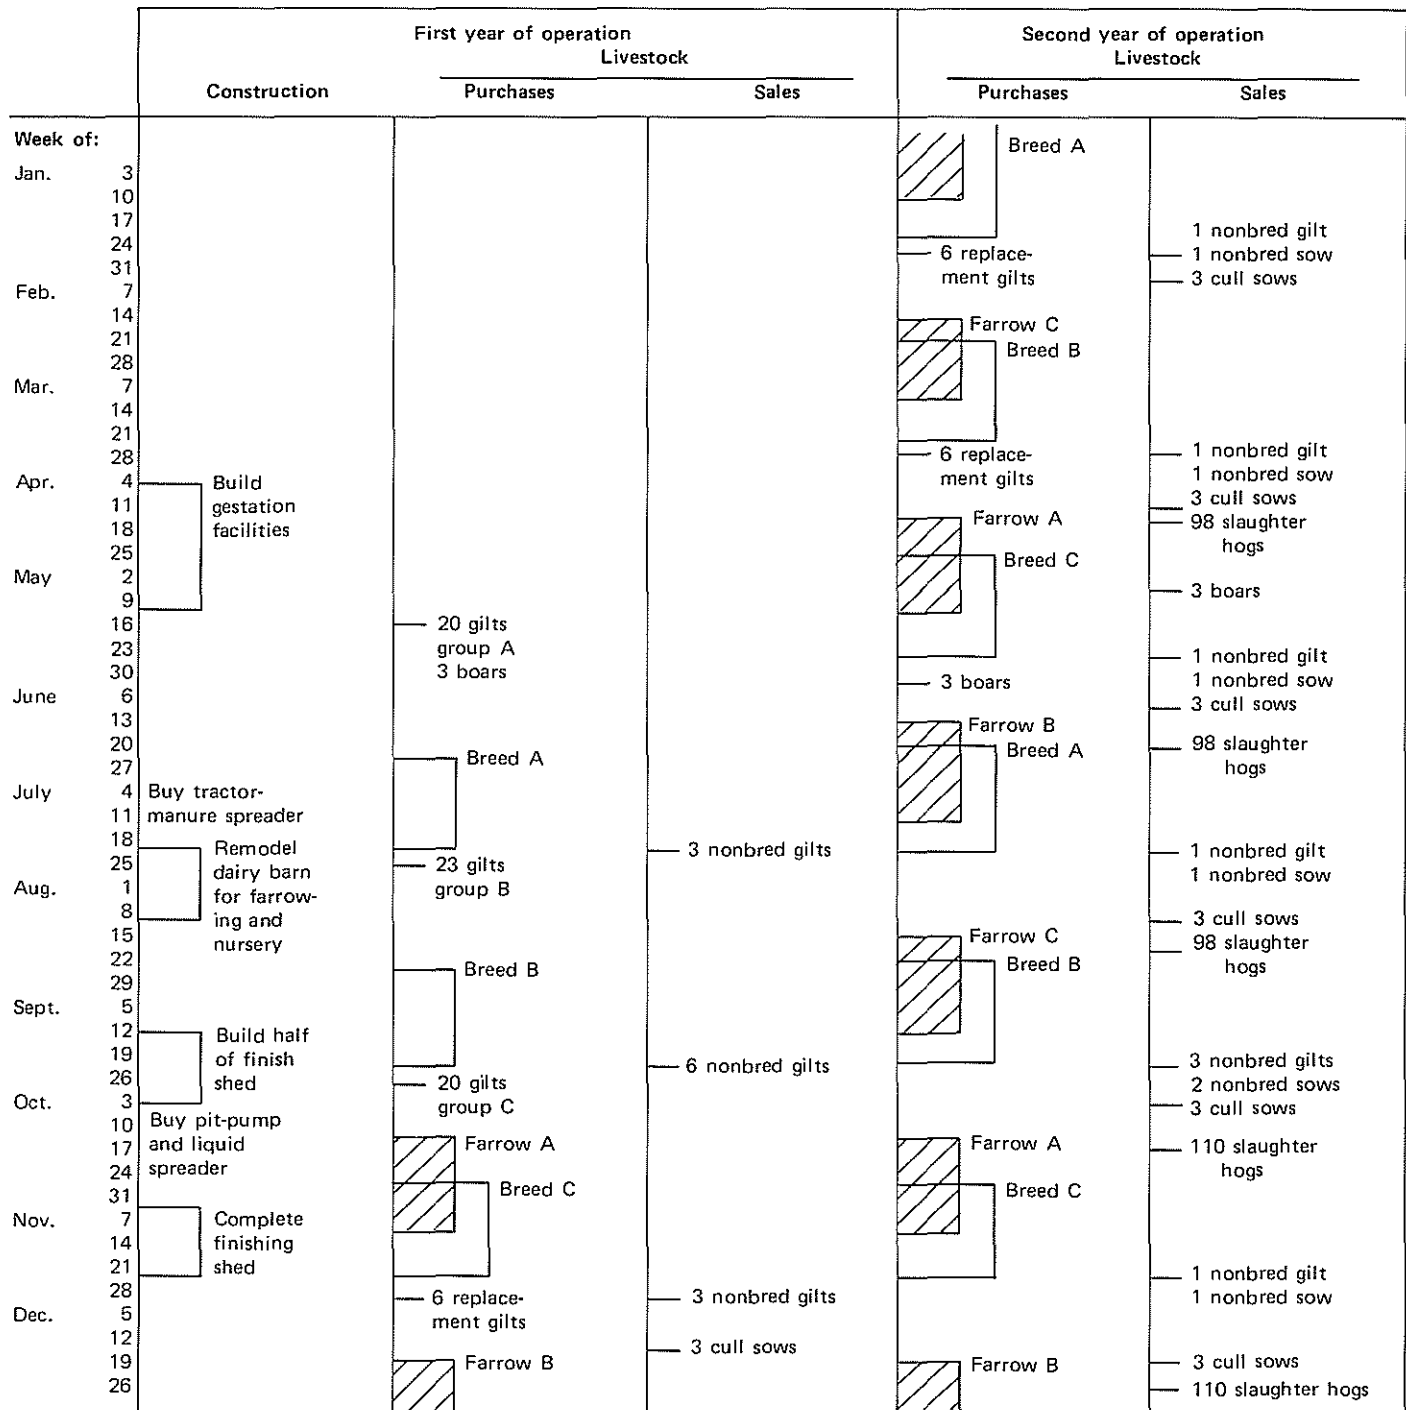 First year of operation
Second year of operation
Livestock
Livestock
Construction
Purchases
Sales
Purchases
Sales
Week of:
Jan. 3
10
17
24
31
Feb. 7
14
21
28
Mar. 7
14
21
28
Apr. 4
11
18
25
May 2
9
16
23
30
June 6
13
20
27
July 4
11
18
25
Aug. 1
8
15
22
29
Sept. 5
12
19
26
Oct. 3
10
17
24
31
Nov. 7
14
21
28
Dec. 5
12
19
26
Build
gestation
facilities
Buy tractor-
manure spreader
Remodel
dairy barn
for farrow-
ing and
nursery
Build half
of finish
shed
Buy pit-pump
and liquid
spreader
Complete
finishing
shed
20 gilts
group A
3 boars
Breed A
23 gilts
group B
Breed B
20 gilts
group C
Farrow A
Breed C
6 replace-
ment gilts
Farrow B
3 nonbred gilts
6 nonbred gilts
3 nonbred gilts
3 cull sows
Breed A
6 replace-
ment gilts
Farrow C
Breed B
6 replace-
ment gilts
Farrow A
Breed C
3 boars
Farrow B
Breed A
Farrow C
Breed B
Farrow A
Breed C
Farrow B
1 nonbred gilt
1 nonbred sow
3 cull sows
1 nonbred gilt
1 nonbred sow
3 cull sows
98 slaughter
hogs
3 boars
1 nonbred gilt
1 nonbred sow
3 cull sows
98 slaughter
hogs
1 nonbred gilt
1 nonbred sow
3 cull sows
98 slaughter
hogs
3 nonbred gilts
2 nonbred sows
3 cull sows
110 slaughter
hogs
1 nonbred gilt
1 nonbred sow
3 cull sows
110 slaughter hogs